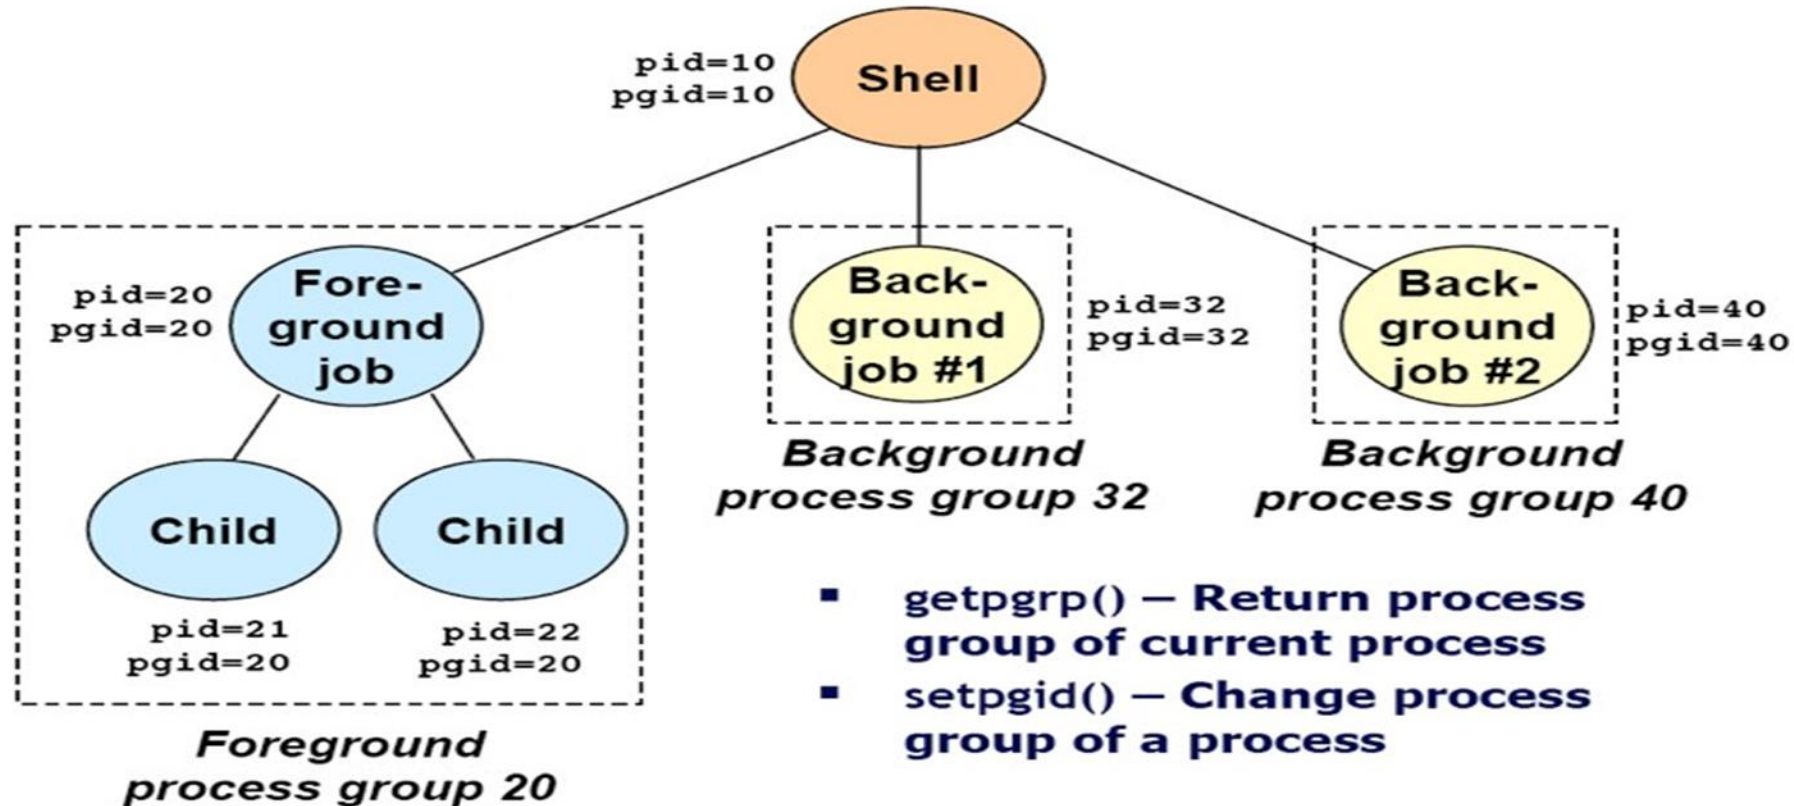 pid=10
pgid=10
Shell
pid=20
pgid=20
Fore-
ground
job
Back-
ground
job #1
pid=32
pgid=32
Back-
ground
job #2
pid=40
pgid=40
Background
process group 32
Background
process group 40
Child
Child
pid=21
pgid=20
pid=22
pgid=20
Foreground
process group 20
▪ getpgrp() – Return process
group of current process
▪ setpgid() – Change process
group of a process